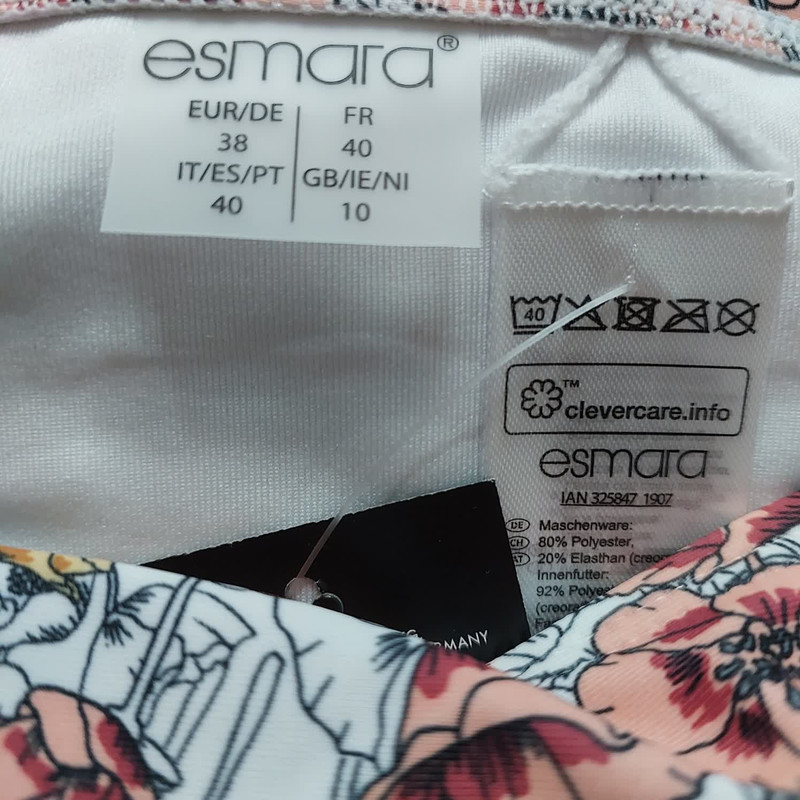 esmara®
EUR/DE FR
38 40
IT/ES/PT GB/IE/NI
40 10
40
™
clevercare.info
esmara
IAN 325847 1907
DE Maschenware:
CH 80% Polyester,
AT 20% Elasthan
Innenfutter:
92%